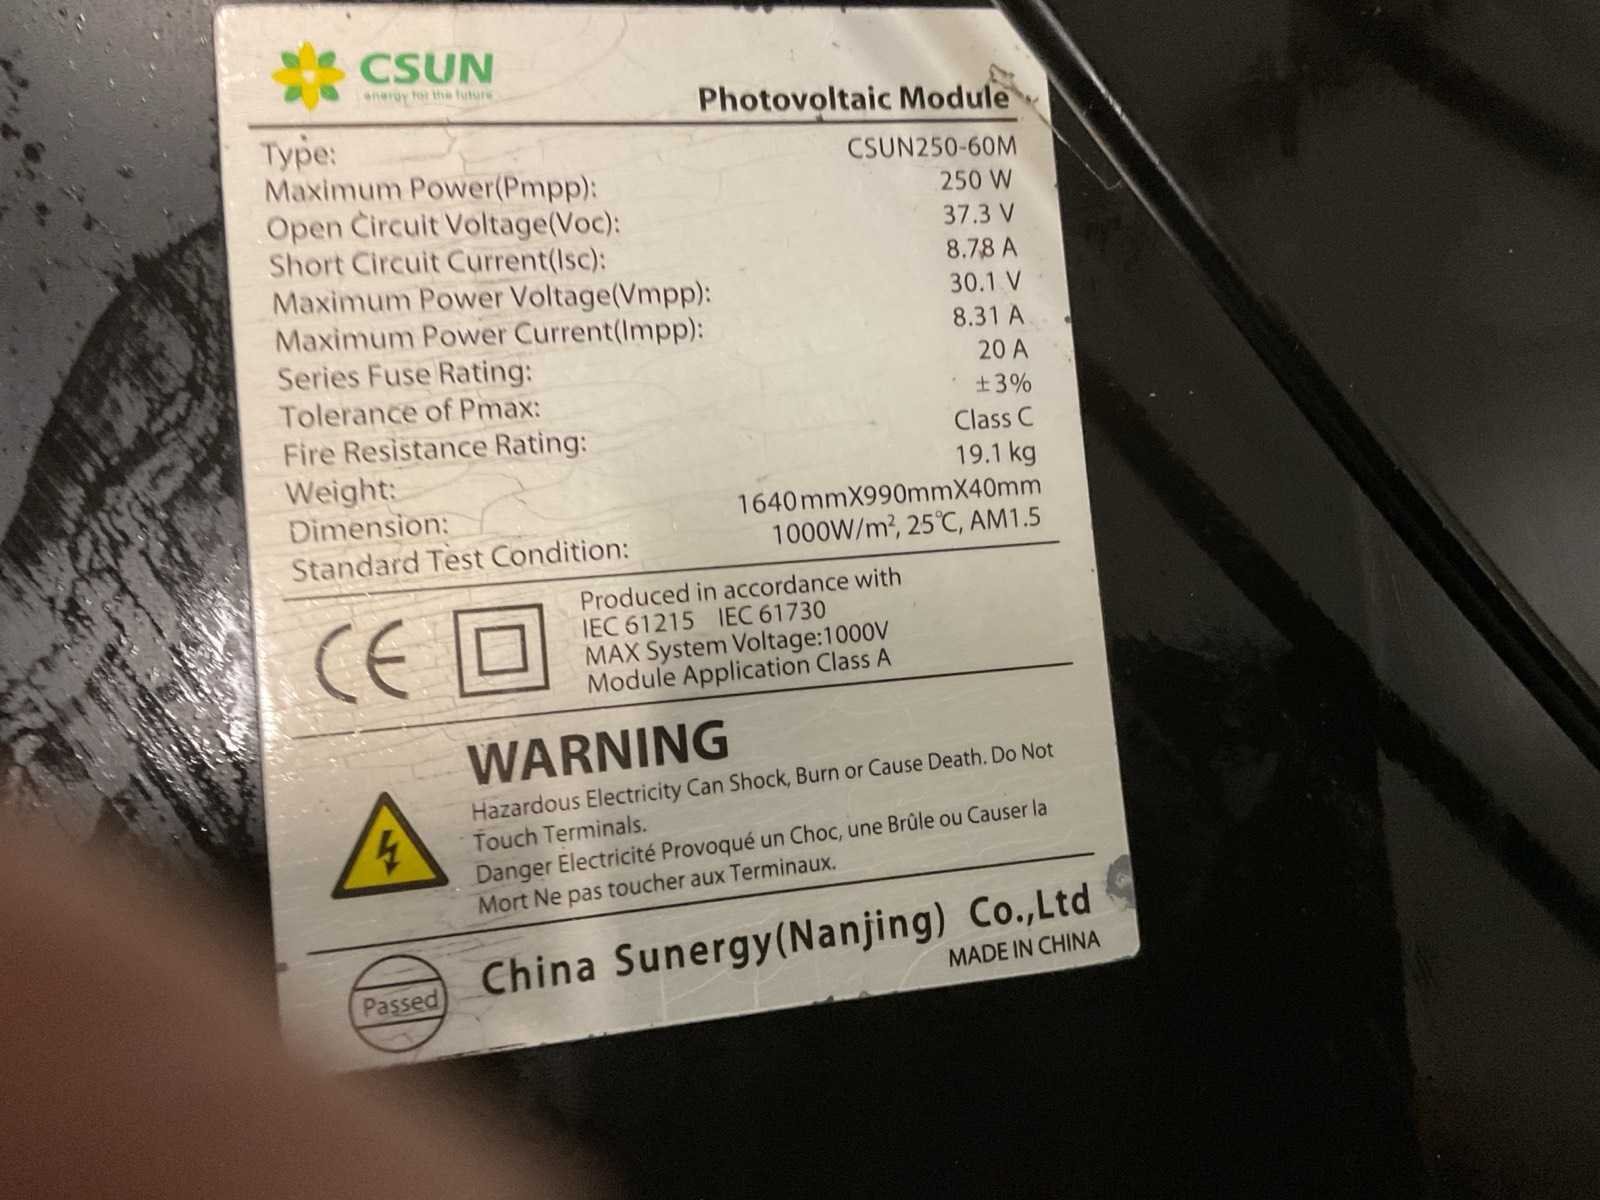 CSUN
energy for the future
Photovoltaic Module
Type: CSUN250-60M
Maximum Power(Pmpp): 250 W
Open Circuit Voltage(Voc): 37.3 V
Short Circuit Current(Isc): 8.78 A
Maximum Power Voltage(Vmpp): 30.1 V
Maximum Power Current(Impp): 8.31 A
Series Fuse Rating: 20 A
Tolerance of Pmax: ±3%
Fire Resistance Rating: Class C
Weight: 19.1 kg
Dimension: 1640mmX990mmX40mm
Standard Test Condition: 1000W/m², 25℃, AM1.5
CE
Produced in accordance with
IEC 61215 IEC 61730
MAX System Voltage:1000V
Module Application Class A
WARNING
Hazardous Electricity Can Shock, Burn or Cause Death. Do Not
Touch Terminals.
Danger Electricité Provoqué un Choc, une Brûle ou Causer la
Mort Ne pas toucher aux Terminaux.
Passed
China Sunergy(Nanjing) Co.,Ltd
MADE IN CHINA